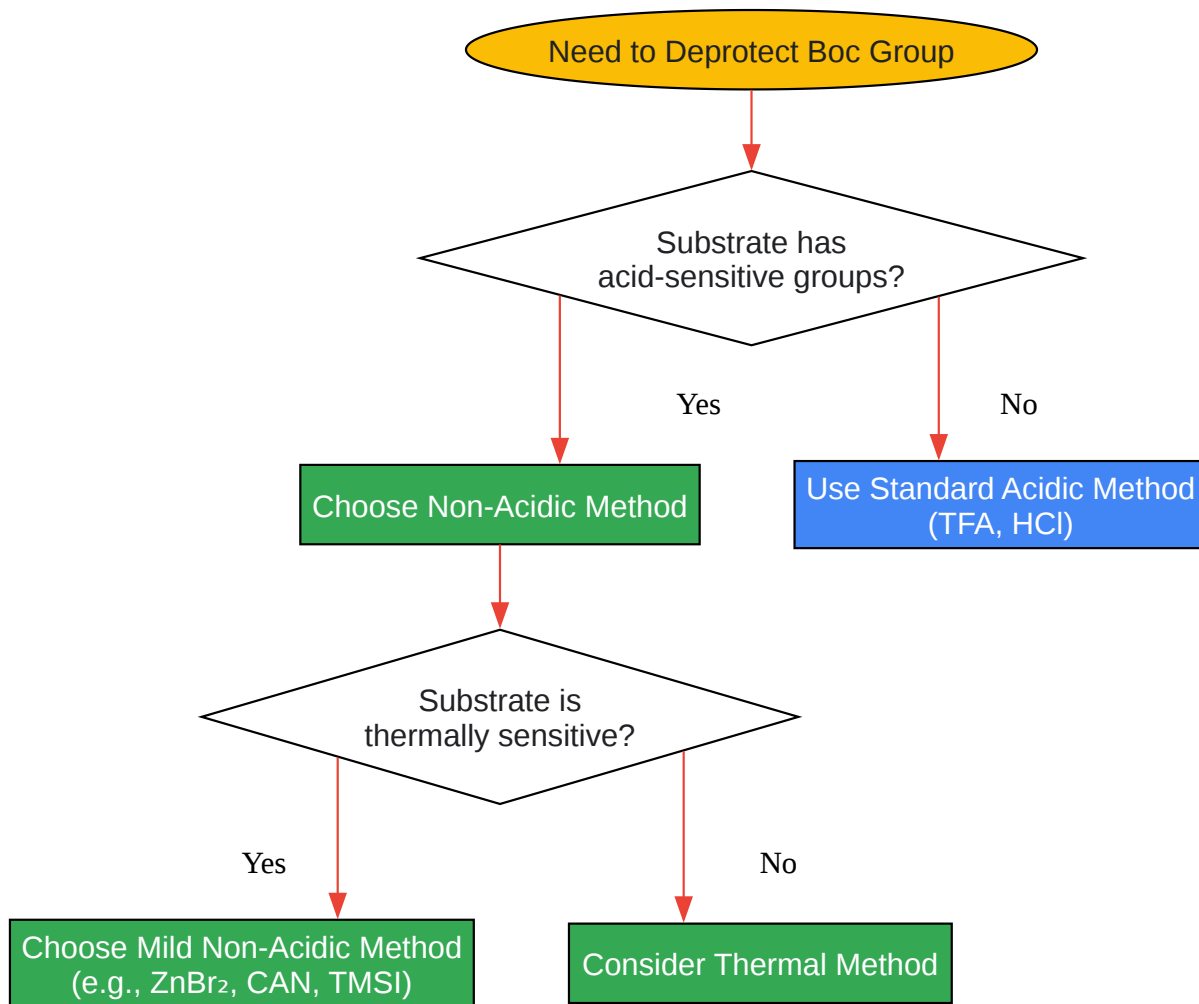 Need to Deprotect Boc Group
Substrate has
acid-sensitive groups?
Yes
No
Choose Non-Acidic Method
Use Standard Acidic Method
(TFA, HCl)
Substrate is
thermally sensitive?
Yes
No
Choose Mild Non-Acidic Method
(e.g., ZnBr₂, CAN, TMSI)
Consider Thermal Method